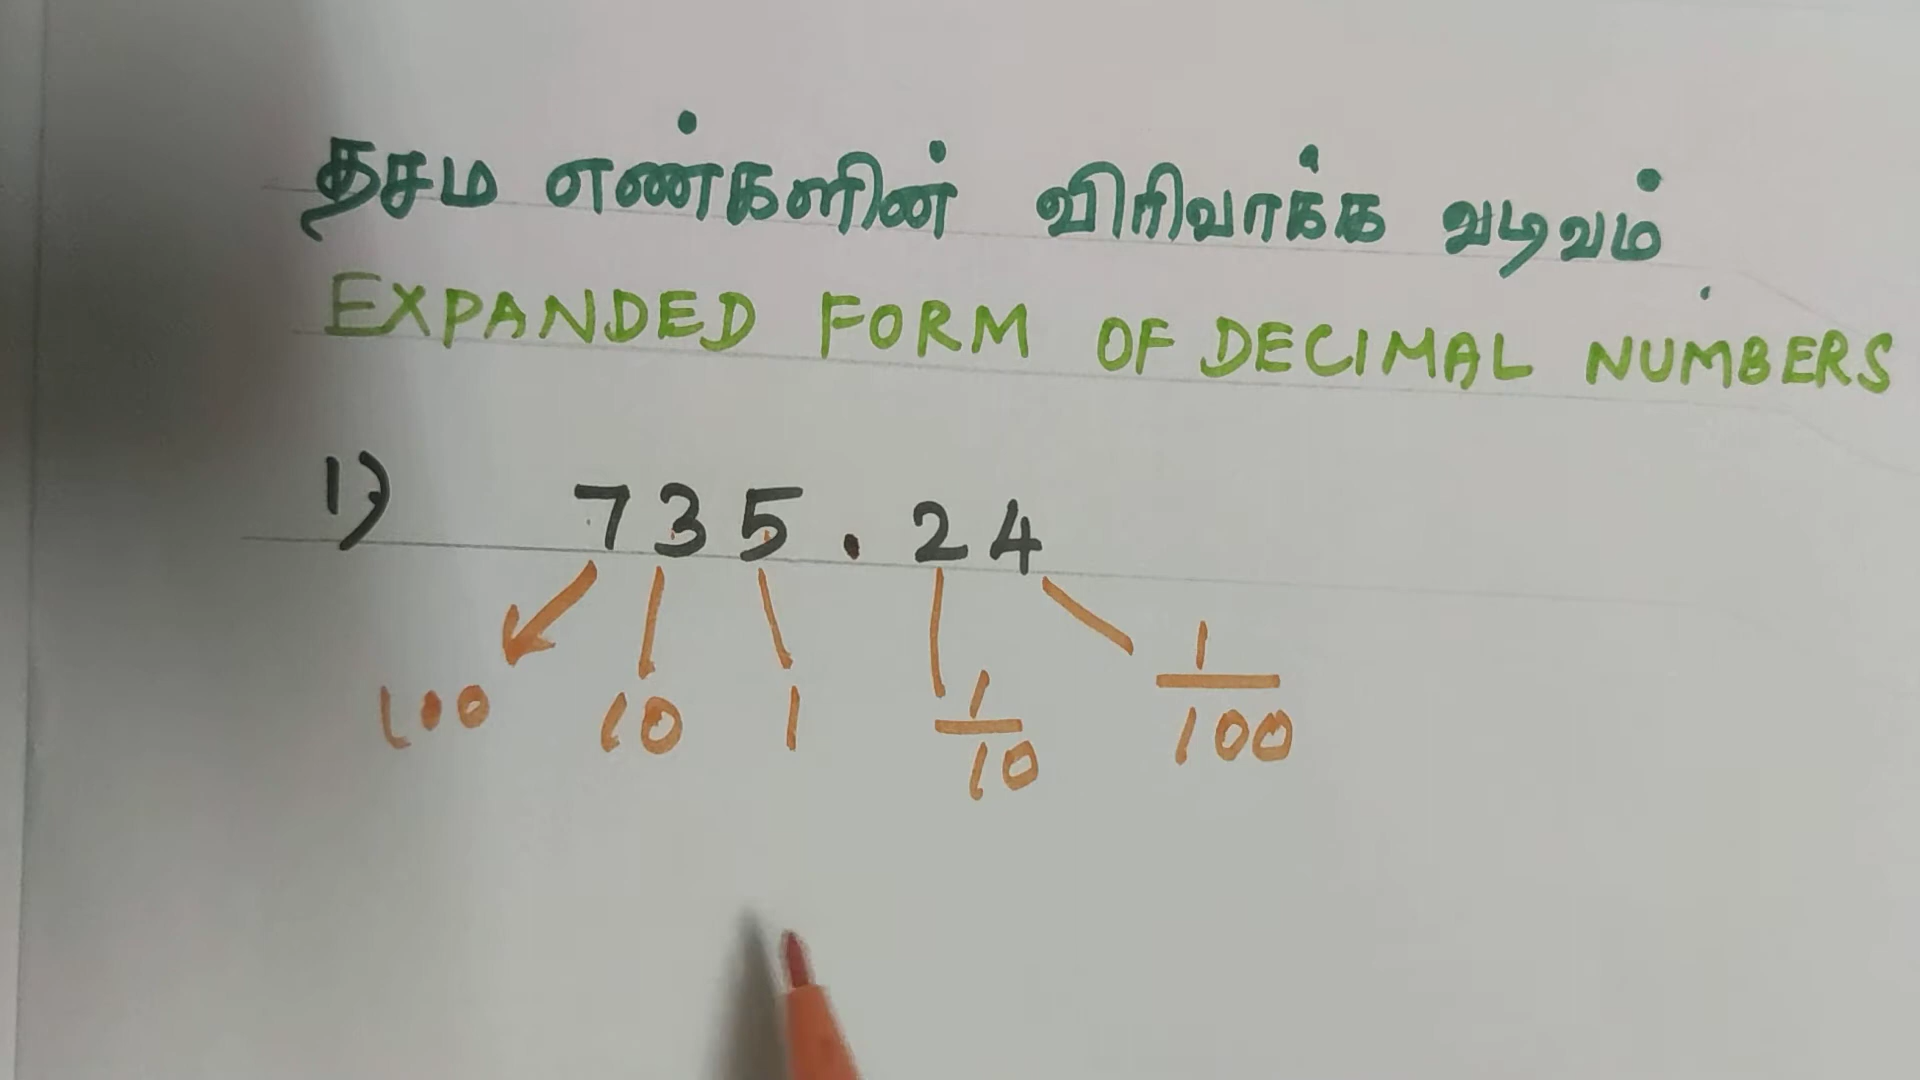 தசம எண்களின் விரிவாக்க வடிவம்
EXPANDED FORM OF DECIMAL NUMBERS
1) 735.24
100 10 1 1/10 1/100